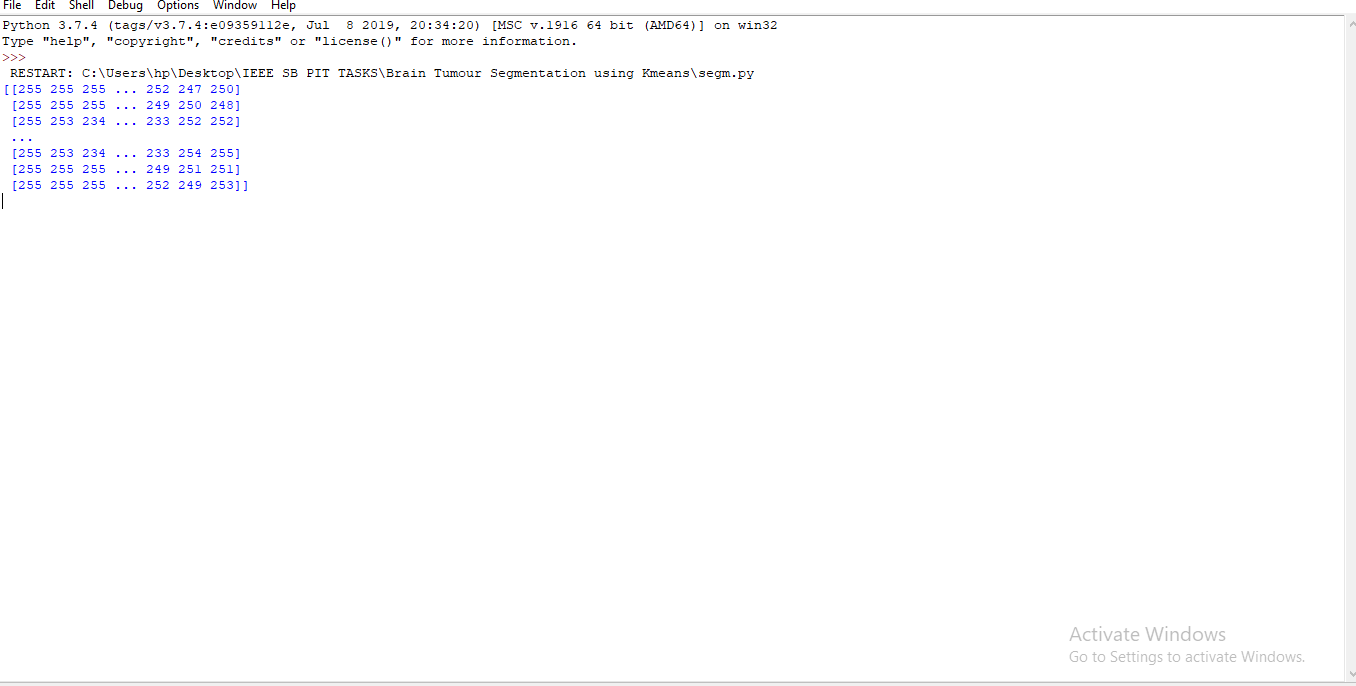 File Edit Shell Debug Options Window Help
Python 3.7.4 (tags/v3.7.4:e09359112e, Jul  8 2019, 20:34:20) [MSC v.1916 64 bit (AMD64)] on win32
Type "help", "copyright", "credits" or "license()" for more information.
>>>
 RESTART: C:\Users\hp\Desktop\IEEE SB PIT TASKS\Brain Tumour Segmentation using Kmeans\segm.py
[[255 255 255 ... 252 247 250]
 [255 255 255 ... 249 250 248]
 [255 253 234 ... 233 252 252]
 ...
 [255 253 234 ... 233 254 255]
 [255 255 255 ... 249 251 251]
 [255 255 255 ... 252 249 253]]
Activate Windows
Go to Settings to activate Windows.